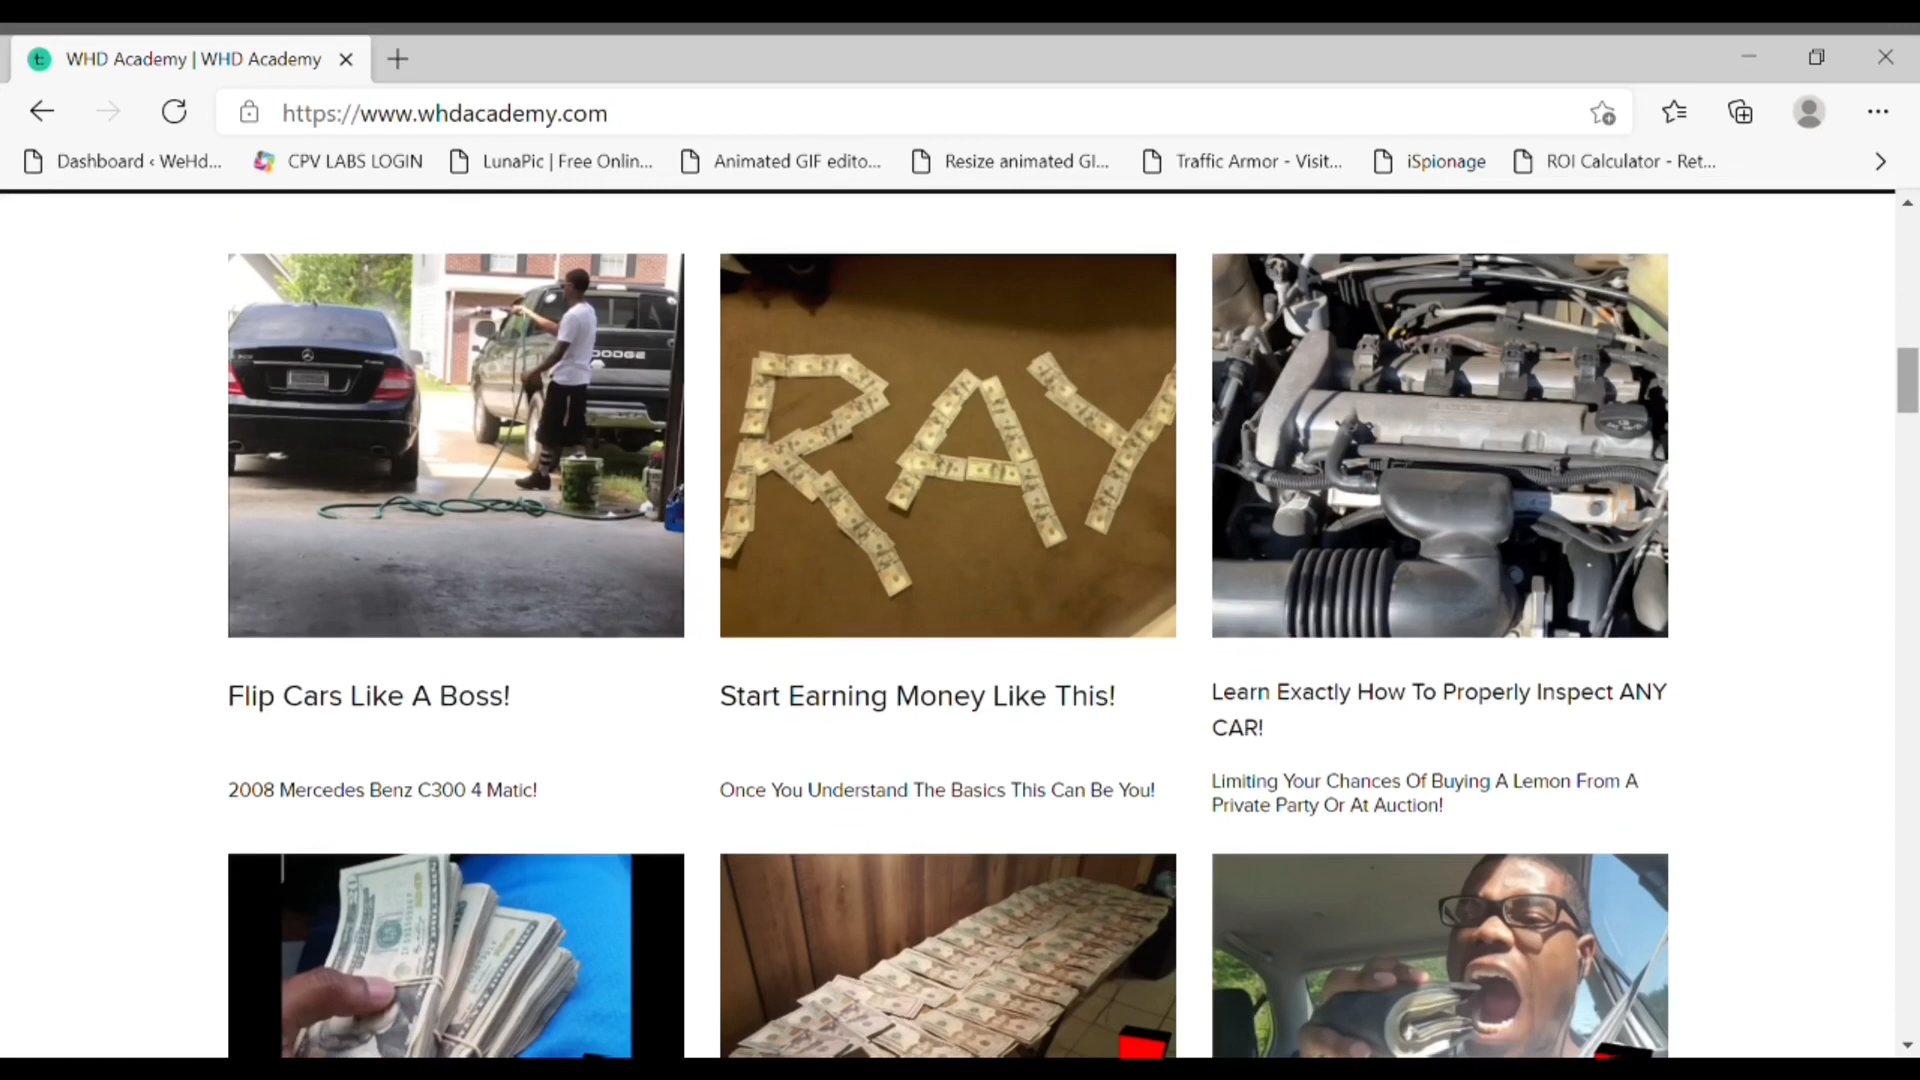 WHD Academy | WHD Academy
https://www.whdacademy.com
Dashboard ‹ WeHd...
CPV LABS LOGIN
LunaPic | Free Onlin...
Animated GIF edito...
Resize animated GI...
Traffic Armor - Visit...
iSpionage
ROI Calculator - Ret...
DODGE
RAY
Flip Cars Like A Boss!
Start Earning Money Like This!
Learn Exactly How To Properly Inspect ANY
CAR!
2008 Mercedes Benz C300 4 Matic!
Once You Understand The Basics This Can Be You!
Limiting Your Chances Of Buying A Lemon From A
Private Party Or At Auction!